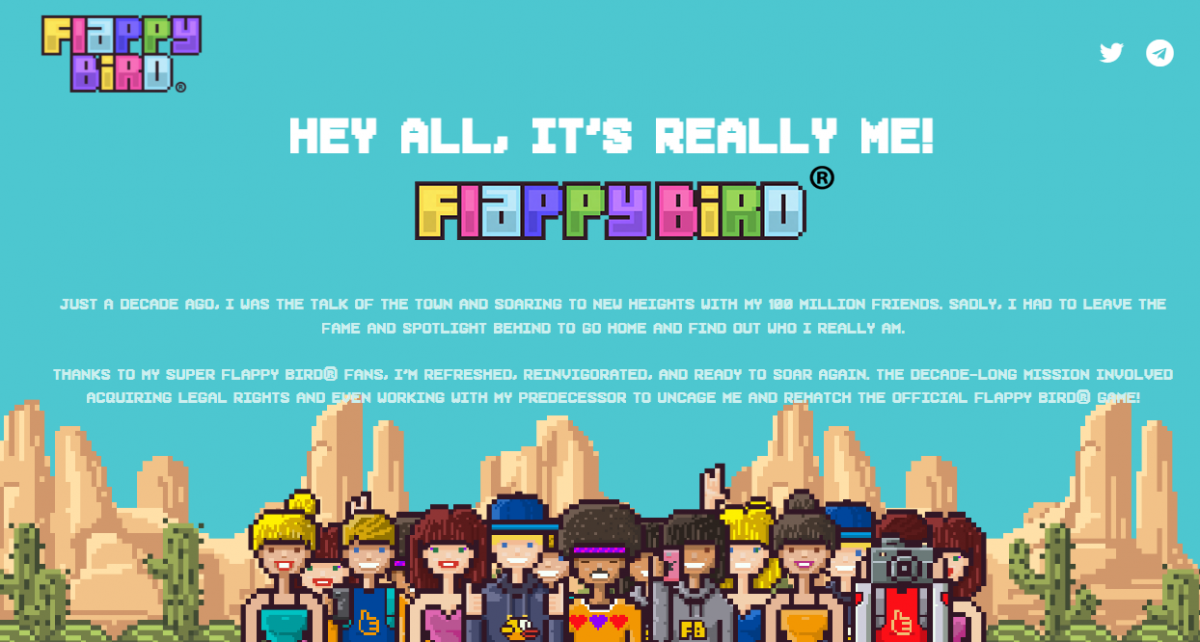 Flappy
BiRD®
HEY ALL, IT'S REALLY ME!
FlappyBiRD®
JUST A DECADE AGO, I WAS THE TALK OF THE TOWN AND SOARING TO NEW HEIGHTS WITH MY 100 MILLION FRIENDS. SADLY, I HAD TO LEAVE THE
FAME AND SPOTLIGHT BEHIND TO GO HOME AND FIND OUT WHO I REALLY AM.
THANKS TO MY SUPER FLAPPY BIRD® FANS, I'M REFRESHED, REINVIGORATED, AND READY TO SOAR AGAIN. THE DECADE-LONG MISSION INVOLVED
ACQUIRING LEGAL RIGHTS AND EVEN WORKING WITH MY PREDECESSOR TO UNCAGE ME AND REHATCH THE OFFICIAL FLAPPY BIRD® GAME!
FB